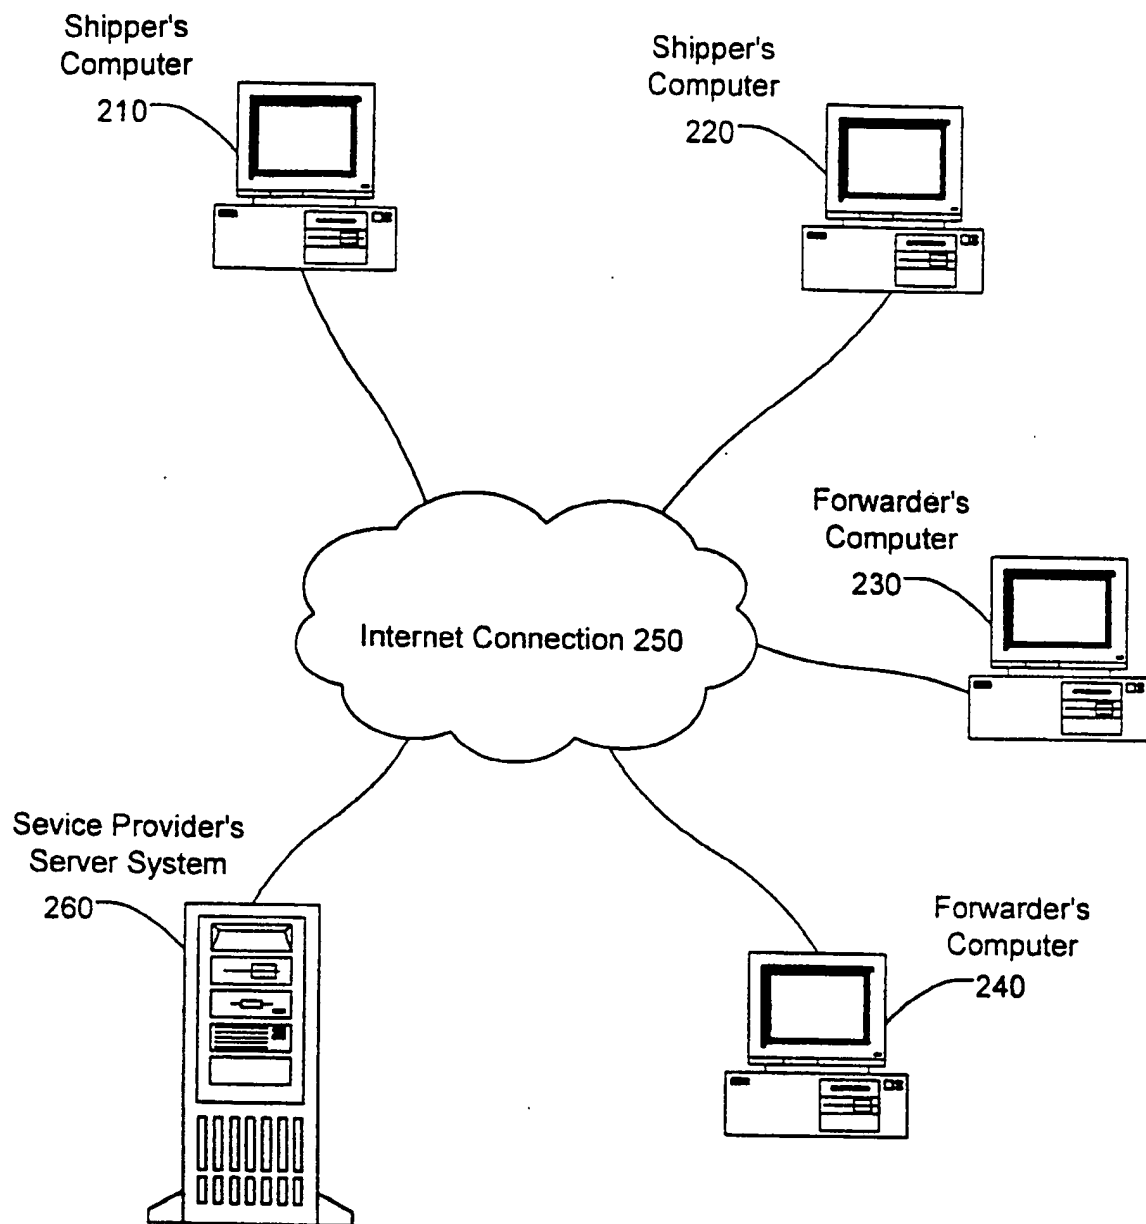 Shipper's
Computer
210
Shipper's
Computer
220
Forwarder's
Computer
230
Internet Connection 250
Sevice Provider's
Server System
260
Forwarder's
Computer
240